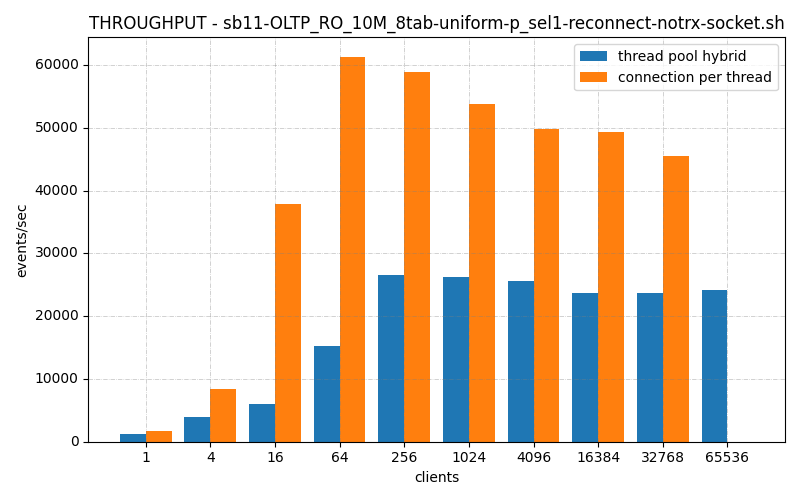 THROUGHPUT - sb11-OLTP_RO_10M_8tab-uniform-p_sel1-reconnect-notrx-socket.sh
thread pool hybrid
connection per thread
60000
50000
40000
30000
20000
10000
0
events/sec
1 4 16 64 256 1024 4096 16384 32768 65536
clients